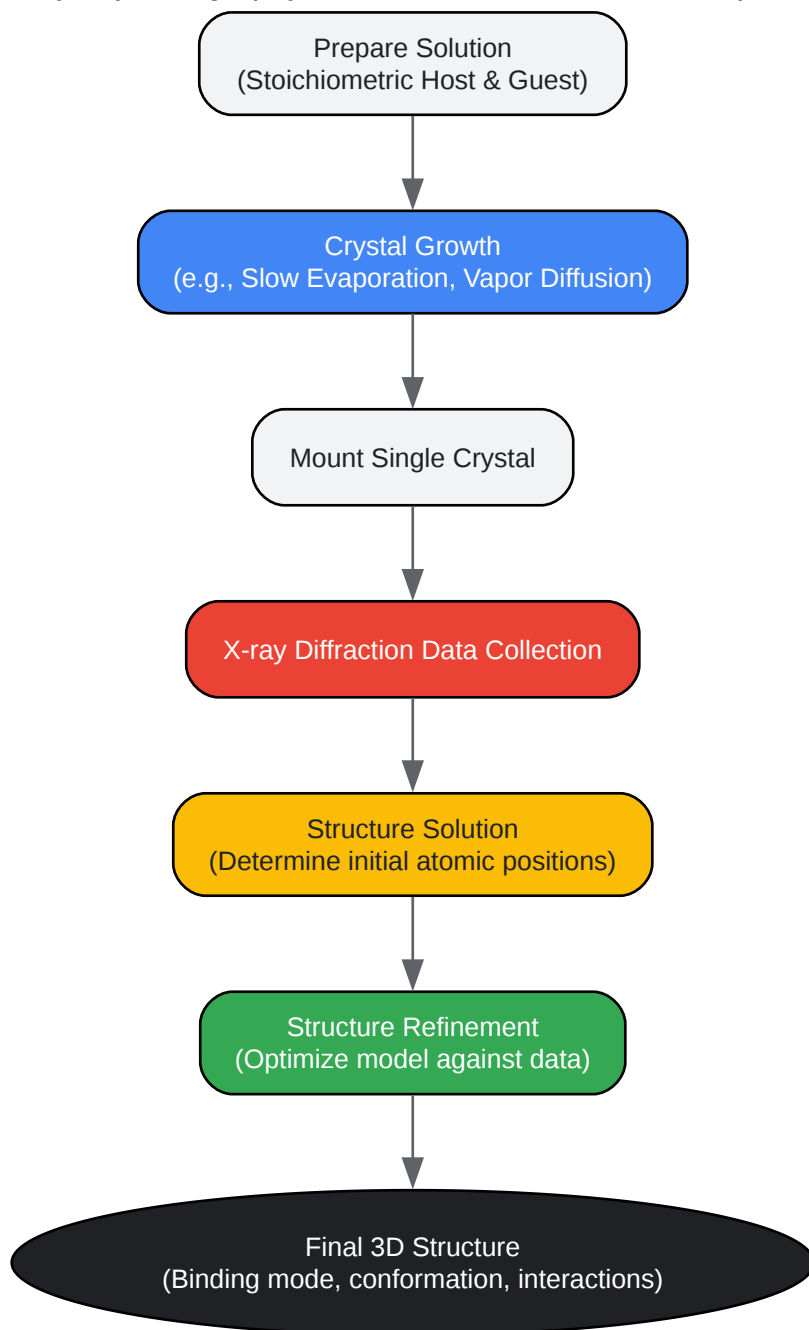 Prepare Solution
(Stoichiometric Host & Guest)
Crystal Growth
(e.g., Slow Evaporation, Vapor Diffusion)
Mount Single Crystal
X-ray Diffraction Data Collection
Structure Solution
(Determine initial atomic positions)
Structure Refinement
(Optimize model against data)
Final 3D Structure
(Binding mode, conformation, interactions)